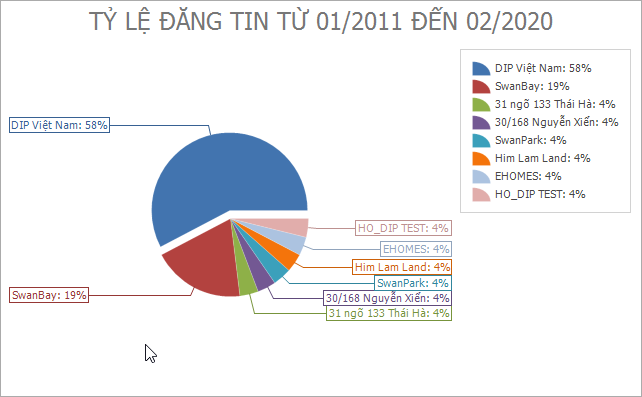 TỶ LỆ ĐĂNG TIN TỪ 01/2011 ĐẾN 02/2020
DIP Việt Nam: 58%
SwanBay: 19%
31 ngõ 133 Thái Hà: 4%
30/168 Nguyễn Xiển: 4%
SwanPark: 4%
Him Lam Land: 4%
EHOMES: 4%
HO_DIP TEST: 4%
DIP Việt Nam: 58%
HO_DIP TEST: 4%
EHOMES: 4%
Him Lam Land: 4%
SwanPark: 4%
SwanBay: 19%
30/168 Nguyễn Xiển: 4%
31 ngõ 133 Thái Hà: 4%